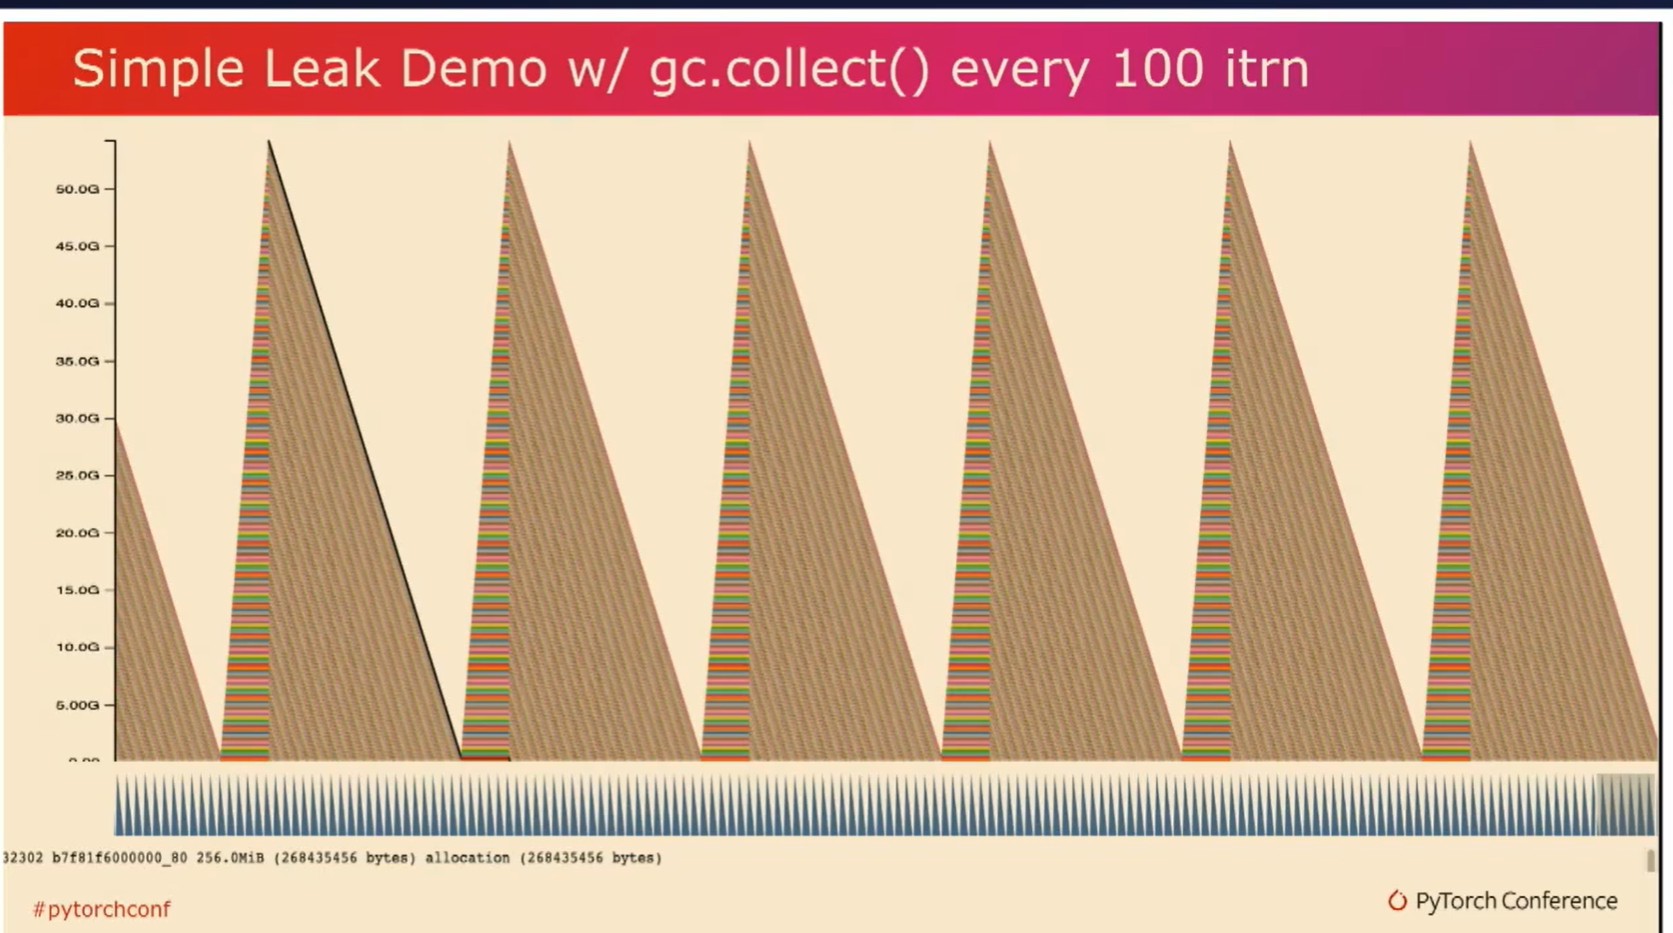 Simple Leak Demo w/ gc.collect() every 100 itrn
50.0G
45.0G
40.0G
35.0G
30.0G
25.0G
20.0G
15.0G
10.0G
5.00G
32302 b7f81f6000000_80 256.0MiB (268435456 bytes) allocation (268435456 bytes)
#pytorchconf
PyTorch Conference